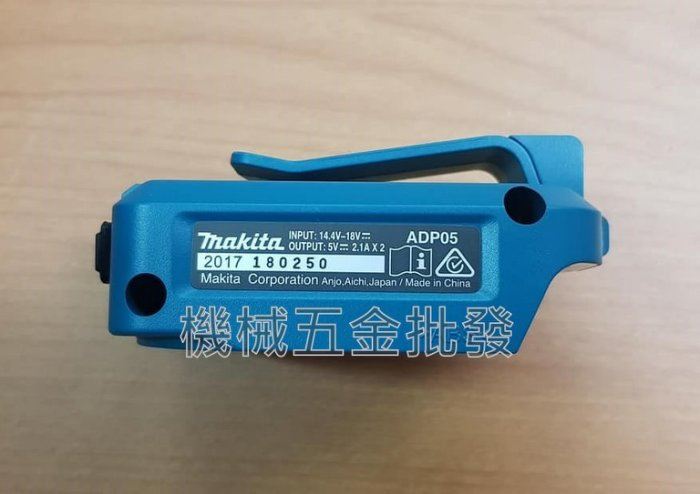 makita
INPUT: 14.4V-18V⎓
OUTPUT: 5V⎓ 2.1A X 2
ADP05
2017 180250
Makita Corporation Anjo,Aichi,Japan / Made in China
機械五金批發